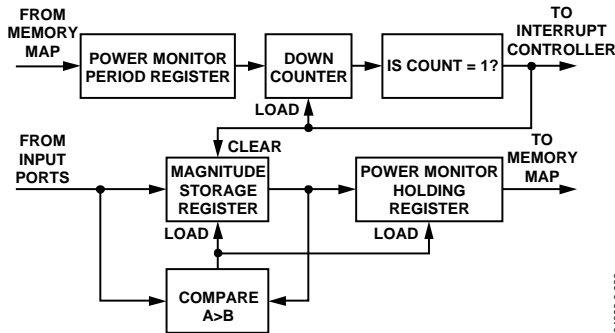 FROM
MEMORY
MAP
POWER MONITOR
PERIOD REGISTER
DOWN
COUNTER
IS COUNT = 1?
TO
INTERRUPT
CONTROLLER
LOAD
FROM
INPUT
PORTS
CLEAR
MAGNITUDE
STORAGE
REGISTER
POWER MONITOR
HOLDING
REGISTER
TO
MEMORY
MAP
LOAD
LOAD
COMPARE
A>B